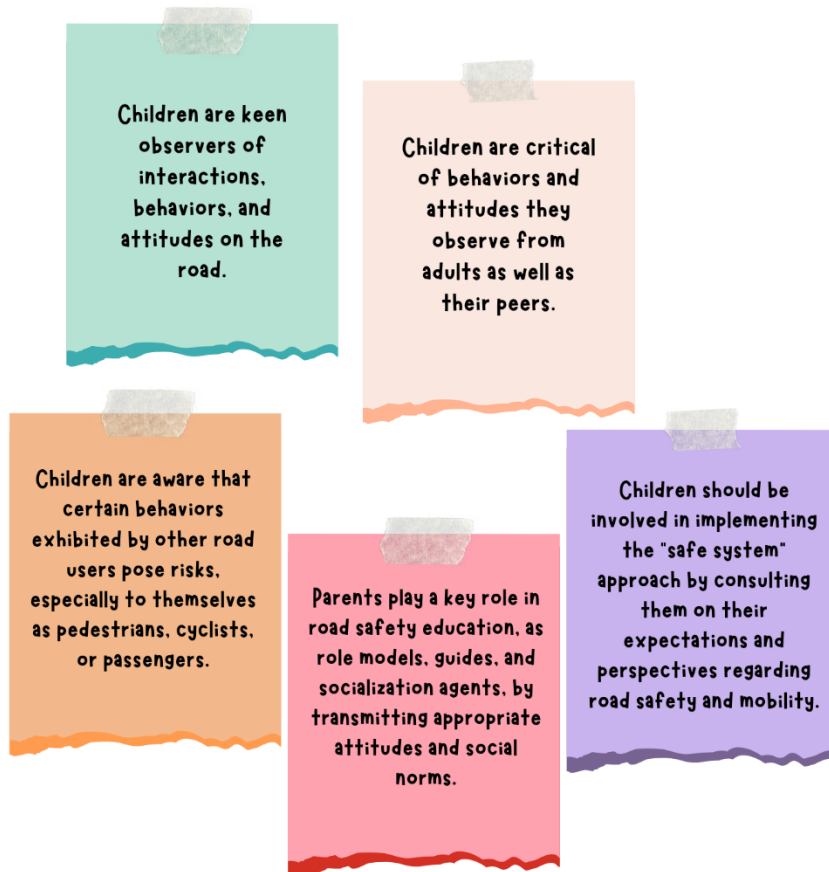 Children are keen
observers of
interactions,
behaviors, and
attitudes on the
road.
Children are critical
of behaviors and
attitudes they
observe from
adults as well as
their peers.
Children are aware that
certain behaviors
exhibited by other road
users pose risks,
especially to themselves
as pedestrians, cyclists,
or passengers.
Parents play a key role in
road safety education, as
role models, guides, and
socialization agents, by
transmitting appropriate
attitudes and social
norms.
Children should be
involved in implementing
the "safe system"
approach by consulting
them on their
expectations and
perspectives regarding
road safety and mobility.